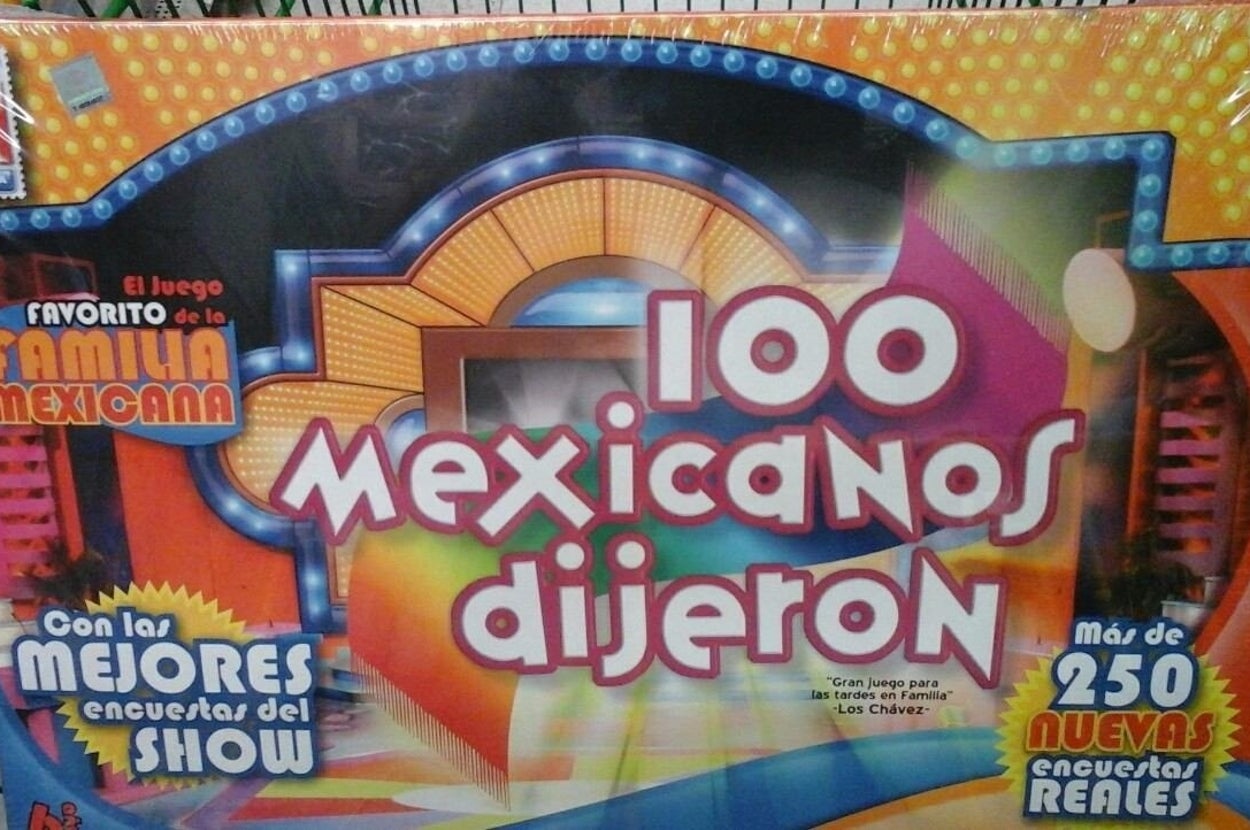 El Juego
FAVORITO de la
FAMILIA
MEXICANA
100
MexicaNos
dijeroN
Con las
MEJORES
encuestas del
SHOW
"Gran juego para
las tardes en Familia"
-Los Chávez-
Más de
250
NUEVAS
encuestas
REALES